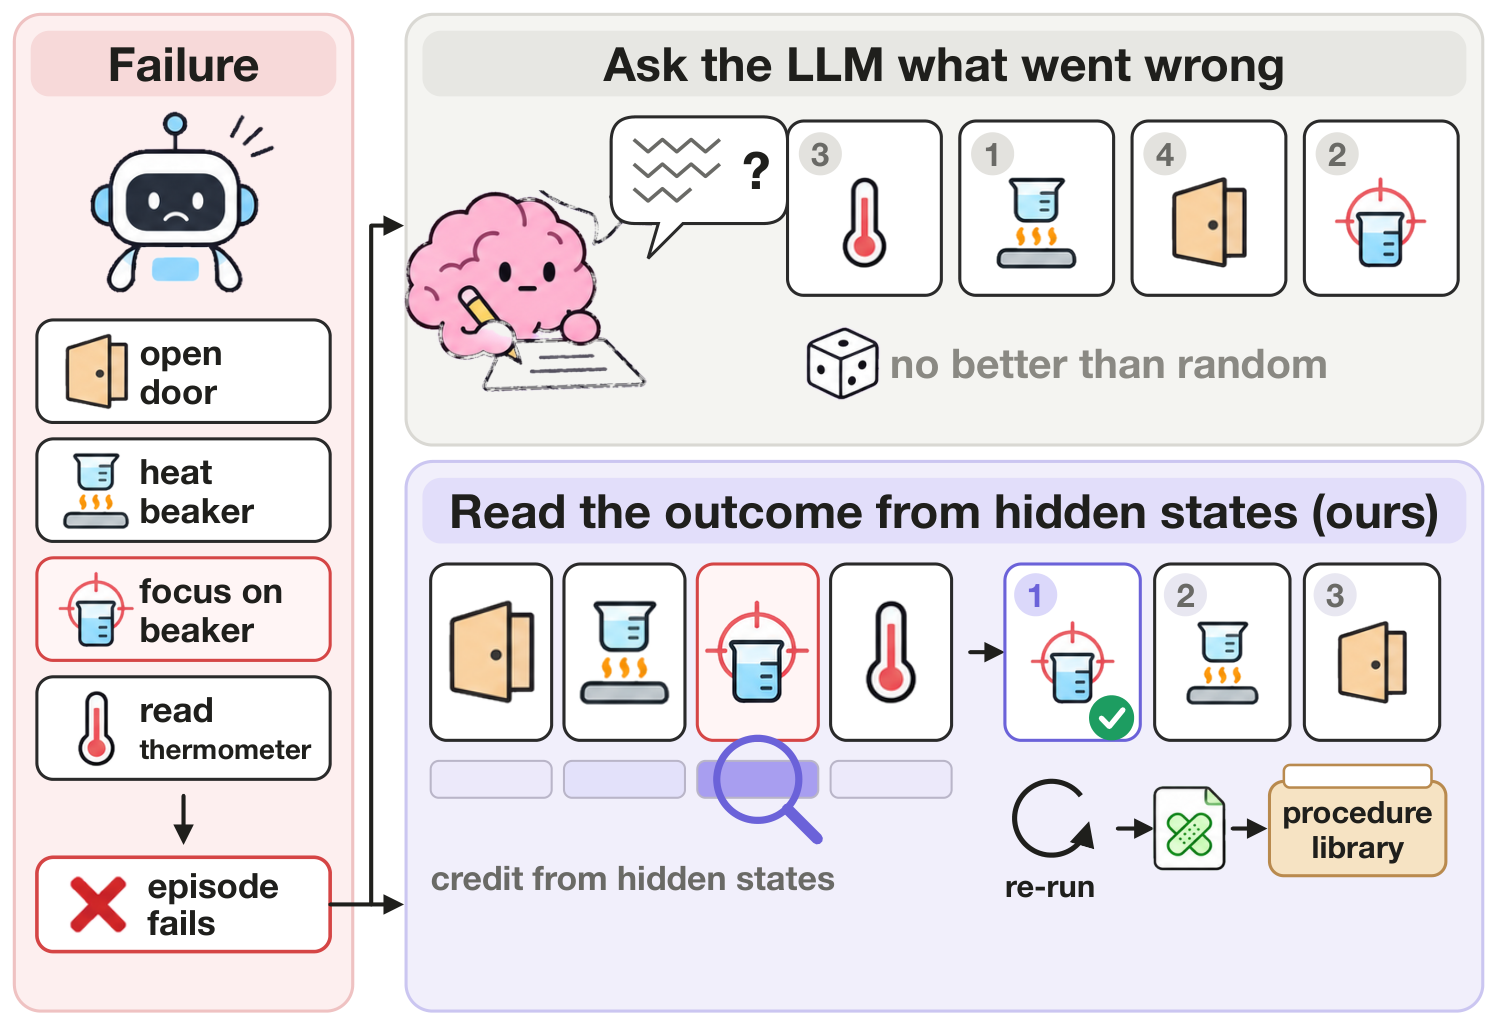 Failure
open
door
heat
beaker
focus on
beaker
read
thermometer
episode
fails
Ask the LLM what went wrong
?
3
1
4
2
no better than random
Read the outcome from hidden states (ours)
1
2
3
credit from hidden states
re-run
procedure
library